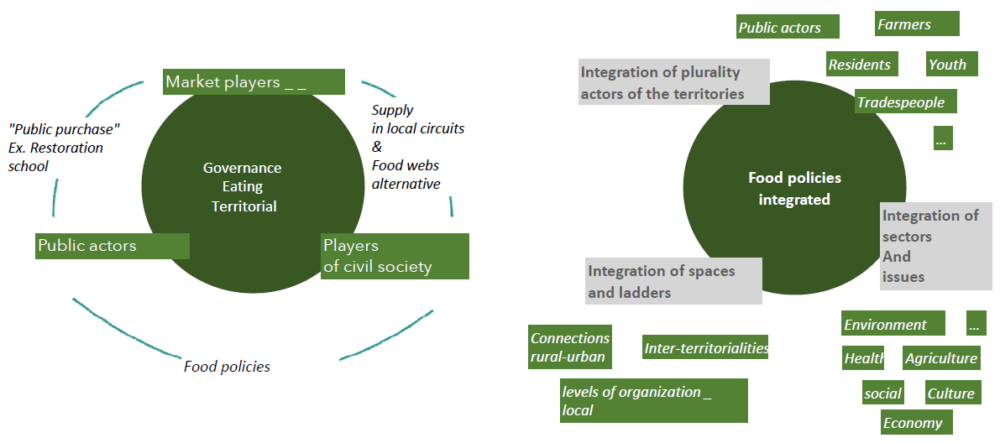 Market players _ _
"Public purchase"
Ex. Restoration
school
Supply
in local circuits
&
Food webs
alternative
Governance
Eating
Territorial
Public actors
Players
of civil society
Food policies
Public actors
Farmers
Residents
Youth
Integration of plurality
actors of the territories
Tradespeople
...
Food policies
integrated
Integration of
sectors
And
issues
Integration of spaces
and ladders
Connections
rural-urban
Inter-territorialities
levels of organization _
local
Environment
...
Health
Agriculture
social
Culture
Economy